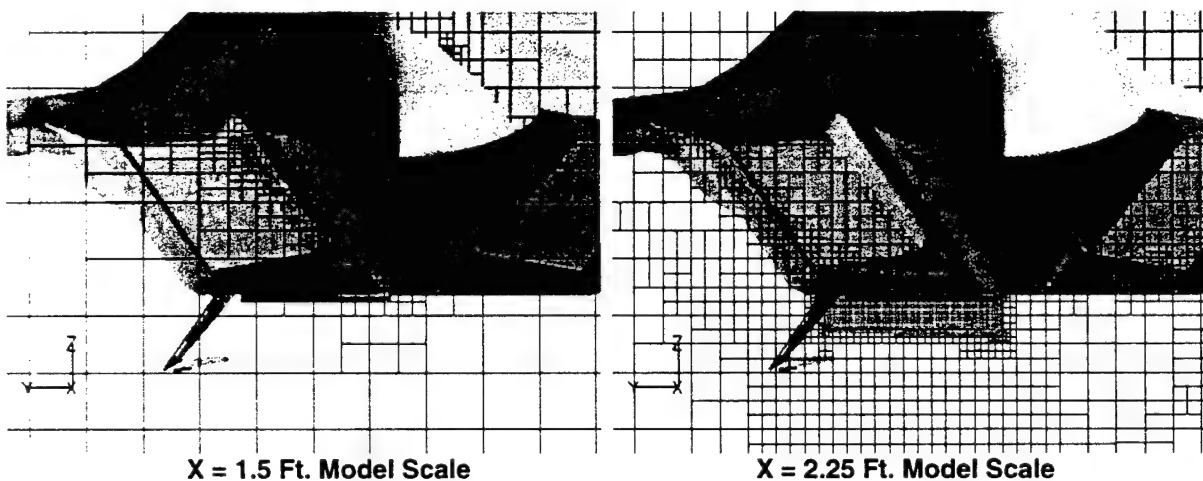 Z
Y
X
Z
Y
X
X = 1.5 Ft. Model Scale
X = 2.25 Ft. Model Scale